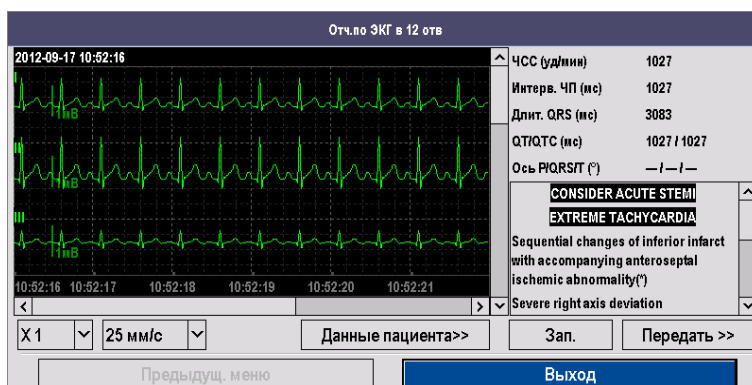 Отч.по ЭКГ в 12 отв
2012-09-17 10:52:16
I
1мВ
II
1мВ
III
1мВ
10:52:16 10:52:17 10:52:18 10:52:19 10:52:20 10:52:21
ЧСС (уд/мин) 1027
Интерв. ЧП (мс) 1027
Длит. QRS (мс) 3083
QT/QTC (мс) 1027 / 1027
Ось P/QRS/T (°) — / — / —
CONSIDER ACUTE STEMI
EXTREME TACHYCARDIA
Sequential changes of inferior infarct
with accompanying anteroseptal
ischemic abnormality(*)
Severe right axis deviation
X 1 25 мм/с Данные пациента>> Зап. Передать >>
Предыдущ. меню Выход